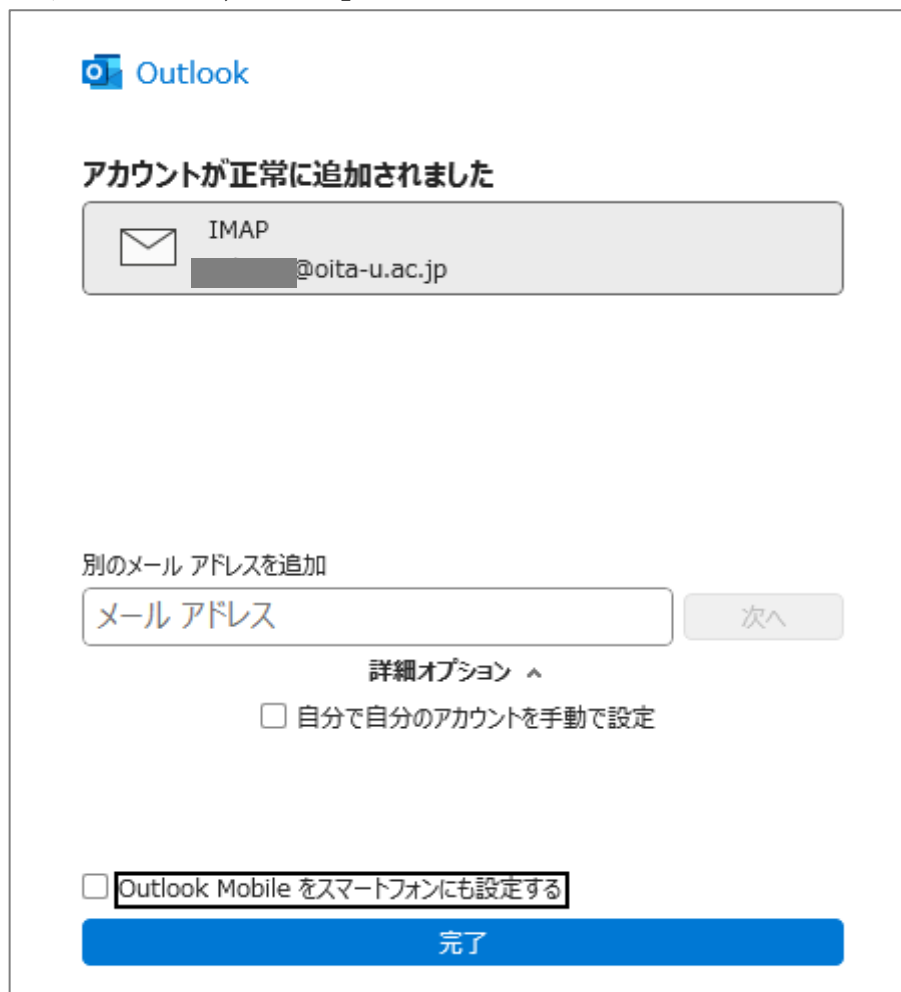 Outlook
アカウントが正常に追加されました
IMAP
@oita-u.ac.jp
別のメール アドレスを追加
メール アドレス
次へ
詳細オプション
自分で自分のアカウントを手動で設定
Outlook Mobile をスマートフォンにも設定する
完了